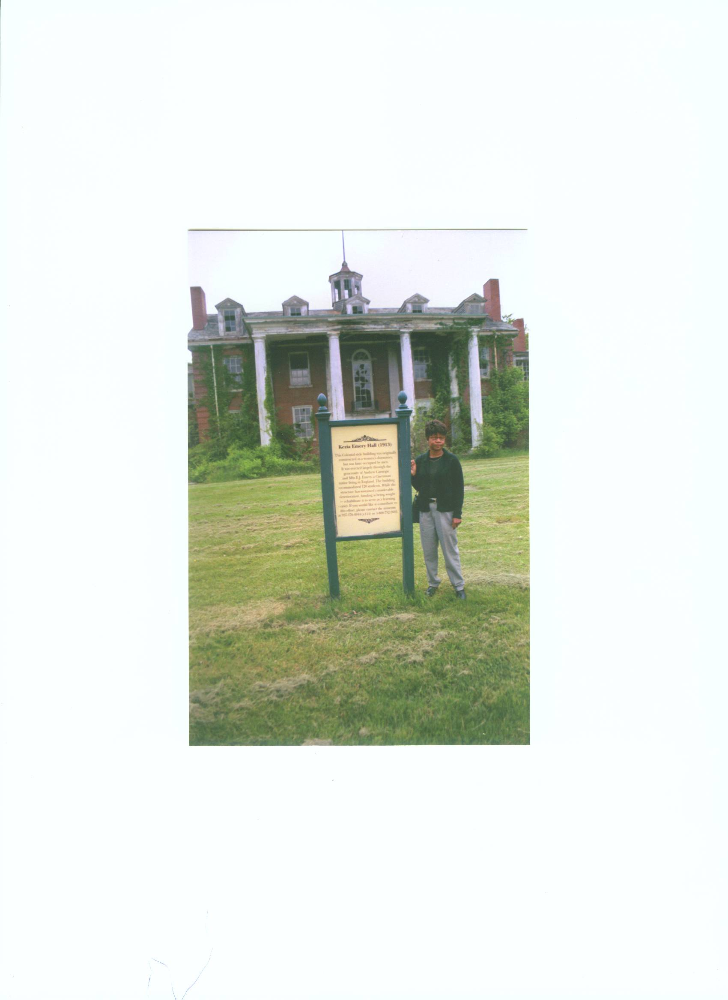 Kezia Emery Hall (1913)
This Colonial style building was originally
constructed as a women's dormitory,
but was later occupied by men.
It was erected largely through the
generosity of Andrew Carnegie
and Miss E.J. Emery, a Cincinnati
native living in England. The building
accommodated 120 students. While the
structure has sustained considerable
deterioration, funding is being sought
to rehabilitate it to serve as a learning
center. If you would like to contribute to
this effort, please contact the museum
at 937-376-4944 (x114) or 1-800-752-2603.